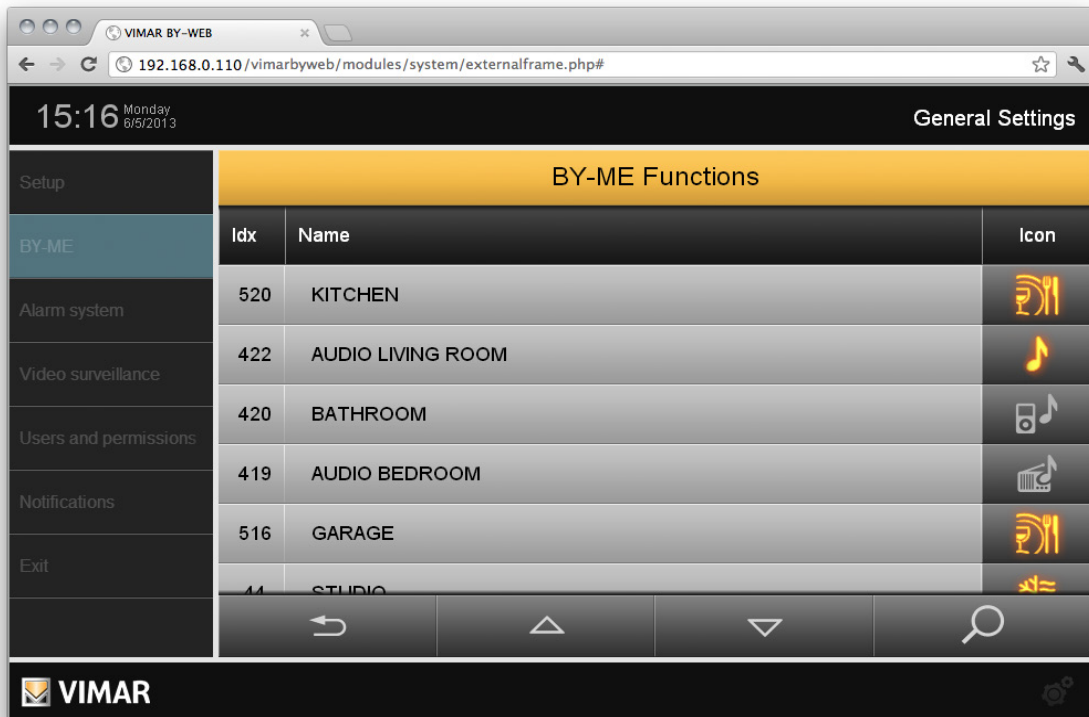 VIMAR BY-WEB
192.168.0.110/vimarbyweb/modules/system/externalframe.php#
15:16 Monday
6/5/2013
General Settings
Setup
BY-ME
Alarm system
Video surveillance
Users and permissions
Notifications
Exit
BY-ME Functions
Idx Name Icon
520 KITCHEN
422 AUDIO LIVING ROOM
420 BATHROOM
419 AUDIO BEDROOM
516 GARAGE
44 STUDIO
VIMAR